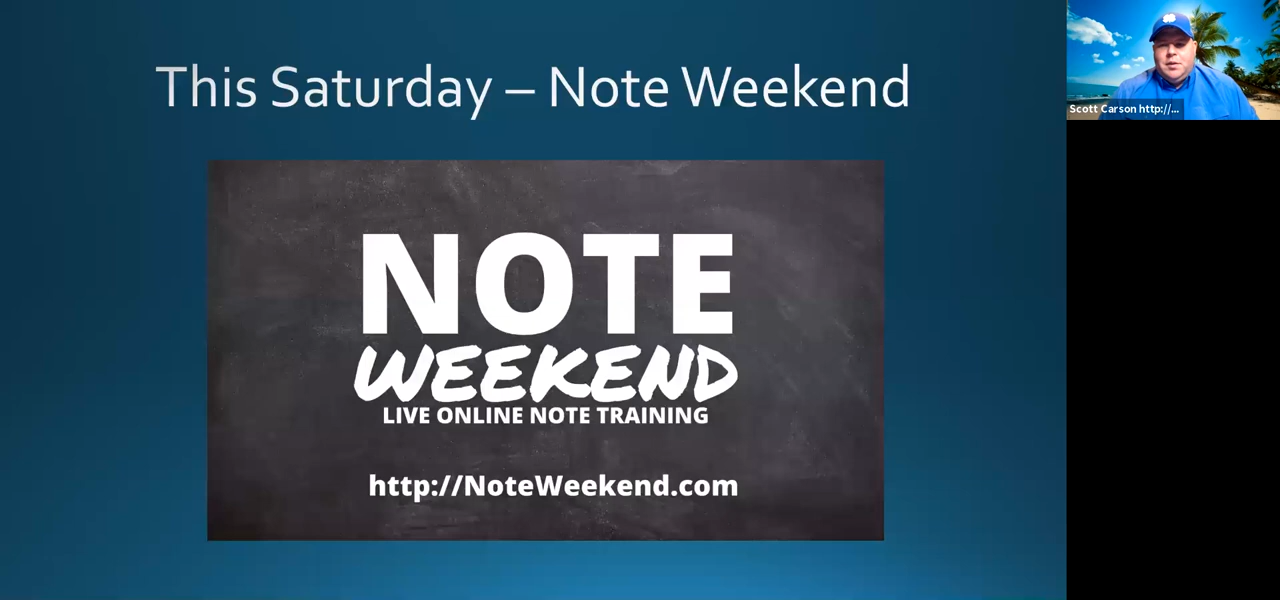 This Saturday – Note Weekend
NOTE
WEEKEND
LIVE ONLINE NOTE TRAINING
http://NoteWeekend.com
Scott Carson http://...